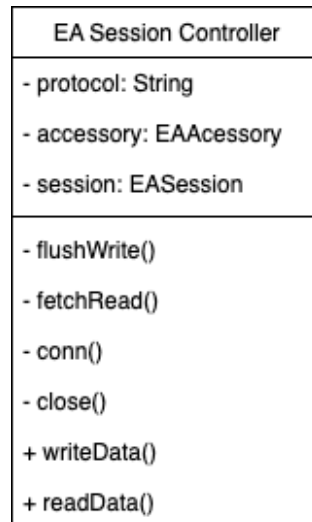 EA Session Controller
- protocol: String
- accessory: EAAcessory
- session: EASession
- flushWrite()
- fetchRead()
- conn()
- close()
+ writeData()
+ readData()